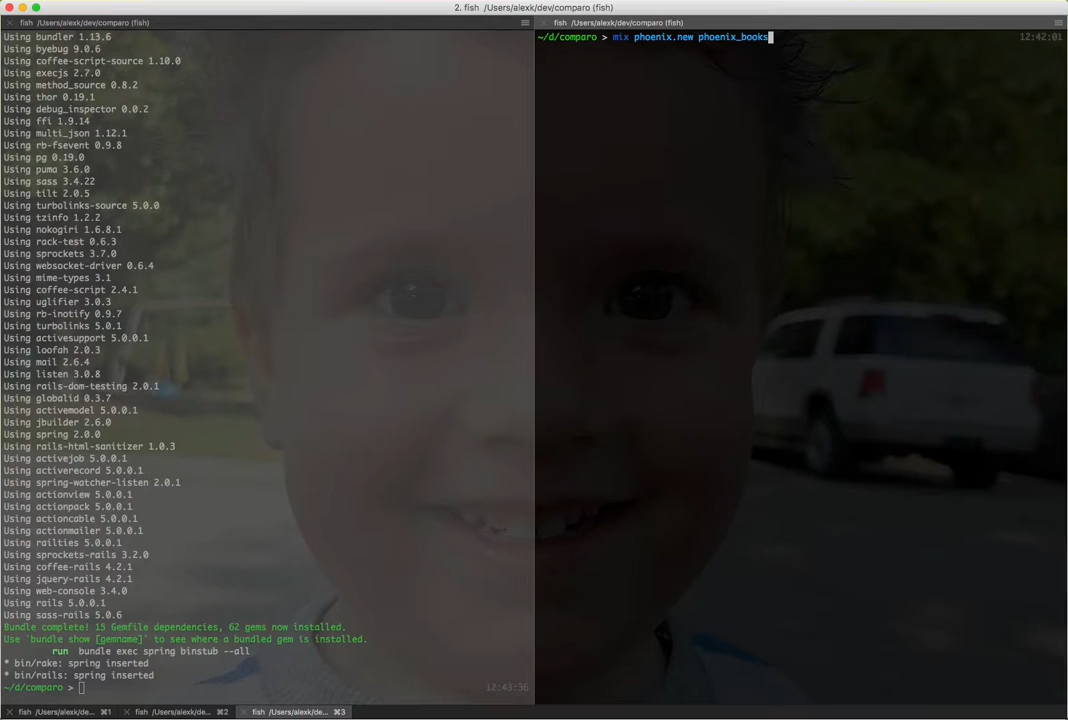 2. fish /Users/alexk/dev/comparo (fish)
fish /Users/alexk/dev/comparo (fish)
Using bundler 1.13.6
Using byebug 9.0.6
Using coffee-script-source 1.10.0
Using execjs 2.7.0
Using method_source 0.8.2
Using thor 0.19.1
Using debug_inspector 0.0.2
Using ffi 1.9.14
Using multi_json 1.12.1
Using rb-fsevent 0.9.8
Using pg 0.19.0
Using puma 3.6.0
Using sass 3.4.22
Using tilt 2.0.5
Using turbolinks-source 5.0.0
Using tzinfo 1.2.2
Using nokogiri 1.6.8.1
Using rack-test 0.6.3
Using sprockets 3.7.0
Using websocket-driver 0.6.4
Using mime-types 3.1
Using coffee-script 2.4.1
Using uglifier 3.0.3
Using rb-inotify 0.9.7
Using turbolinks 5.0.1
Using activesupport 5.0.0.1
Using loofah 2.0.3
Using mail 2.6.4
Using listen 3.0.8
Using rails-dom-testing 2.0.1
Using globalid 0.3.7
Using activemodel 5.0.0.1
Using jbuilder 2.6.0
Using spring 2.0.0
Using rails-html-sanitizer 1.0.3
Using activejob 5.0.0.1
Using activerecord 5.0.0.1
Using spring-watcher-listen 2.0.1
Using actionview 5.0.0.1
Using actionpack 5.0.0.1
Using actioncable 5.0.0.1
Using actionmailer 5.0.0.1
Using railties 5.0.0.1
Using sprockets-rails 3.2.0
Using coffee-rails 4.2.1
Using jquery-rails 4.2.1
Using web-console 3.4.0
Using rails 5.0.0.1
Using sass-rails 5.0.6
Bundle complete! 15 Gemfile dependencies, 62 gems now installed.
Use `bundle show [gemname]` to see where a bundled gem is installed.
run bundle exec spring binstub --all
* bin/rake: spring inserted
* bin/rails: spring inserted
~/d/comparo > 12:43:36
fish /Users/alexk/dev/comparo (fish)
~/d/comparo > mix phoenix.new phoenix_books 12:42:01
fish /Users/alexk/de... ⌘1 fish /Users/alexk/de... ⌘2 fish /Users/alexk/de... ⌘3